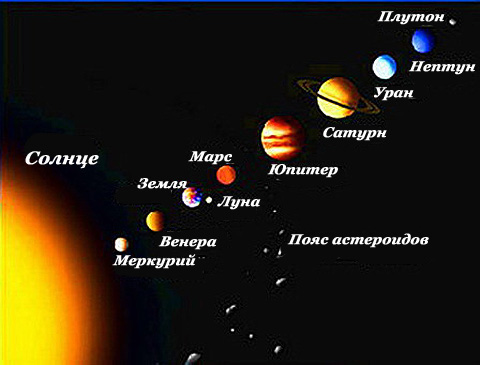 Плутон
Нептун
Уран
Сатурн
Юпитер
Марс
Солнце
Земля
Луна
Венера
Пояс астероидов
Меркурий